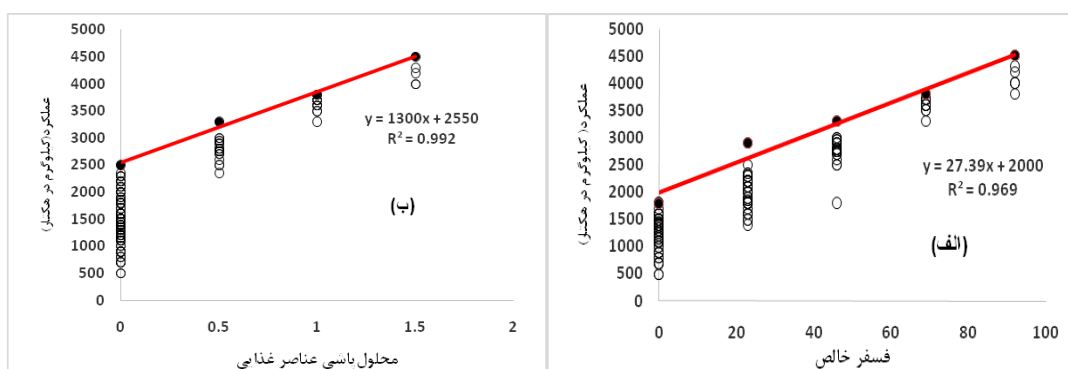 5000
4500
4000
3500
3000
2500
2000
1500
1000
500
0
عملکرد(کیلوگرم در هکتار)
y = 27.39x + 2000
R² = 0.969
(الف)
0 20 40 60 80 100
فسفر خالص
5000
4500
4000
3500
3000
2500
2000
1500
1000
500
0
عملکرد(کیلوگرم در هکتار)
y = 1300x + 2550
R² = 0.992
(ب)
0 0.5 1 1.5 2
محلول پاشی عناصر غذایی